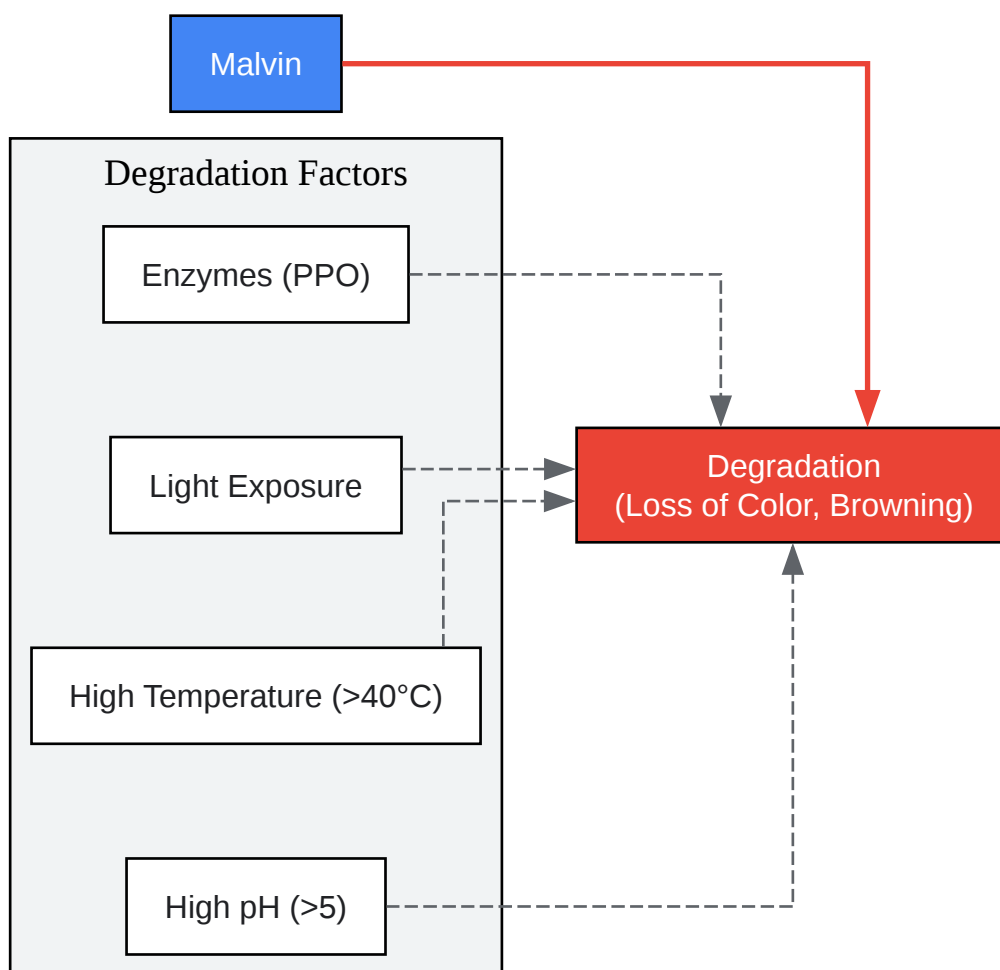 Malvin
Degradation Factors
Enzymes (PPO)
Light Exposure
Degradation
(Loss of Color, Browning)
High Temperature (>40°C)
High pH (>5)